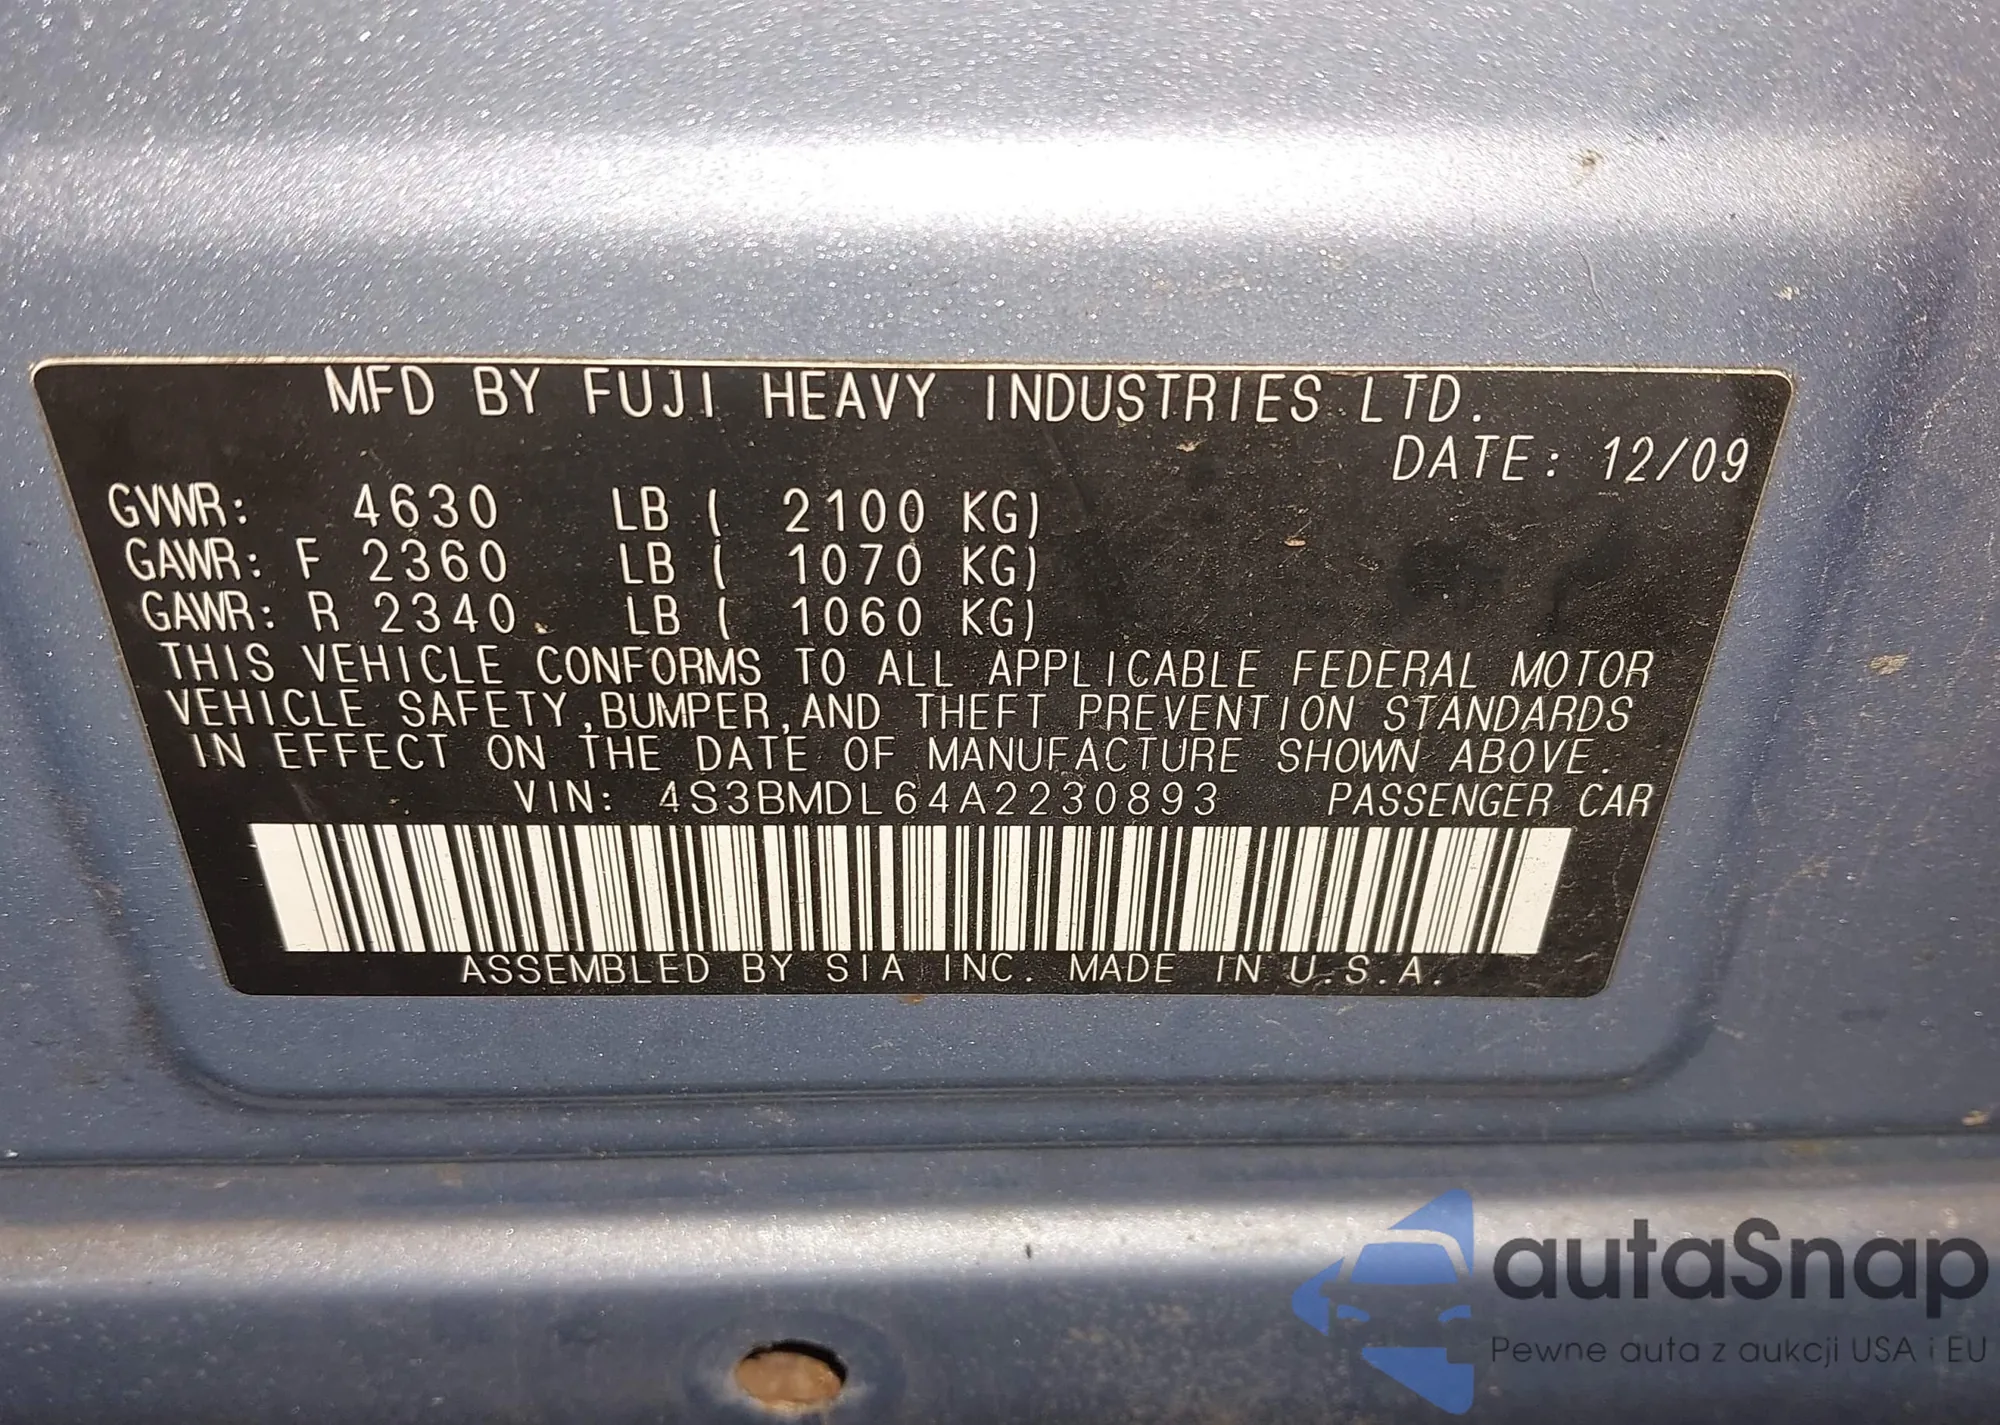 MFD BY FUJI HEAVY INDUSTRIES LTD.
DATE: 12/09
GVWR: 4630 LB ( 2100 KG)
GAWR: F 2360 LB ( 1070 KG)
GAWR: R 2340 LB ( 1060 KG)
THIS VEHICLE CONFORMS TO ALL APPLICABLE FEDERAL MOTOR
VEHICLE SAFETY,BUMPER,AND THEFT PREVENTION STANDARDS
IN EFFECT ON THE DATE OF MANUFACTURE SHOWN ABOVE.
VIN: 4S3BMDL64A2230893 PASSENGER CAR
ASSEMBLED BY SIA INC. MADE IN U.S.A.
autaSnap
Pewne auta z aukcji USA i EU